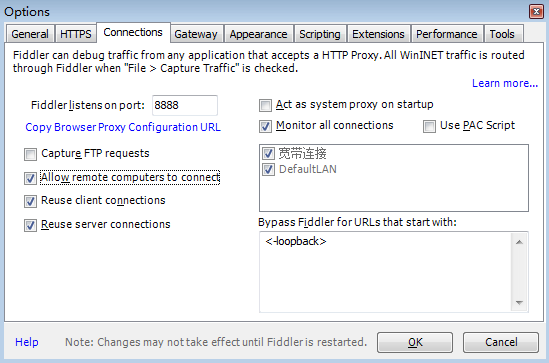 Options
General HTTPS Connections Gateway Appearance Scripting Extensions Performance Tools
Fiddler can debug traffic from any application that accepts a HTTP Proxy. All WinINET traffic is routed
through Fiddler when "File > Capture Traffic" is checked.
Learn more...
Fiddler listens on port: 8888
Copy Browser Proxy Configuration URL
Capture FTP requests
Allow remote computers to connect
Reuse client connections
Reuse server connections
Act as system proxy on startup
Monitor all connections Use PAC Script
宽带连接
DefaultLAN
Bypass Fiddler for URLs that start with:
<-loopback>
Help Note: Changes may not take effect until Fiddler is restarted. OK Cancel